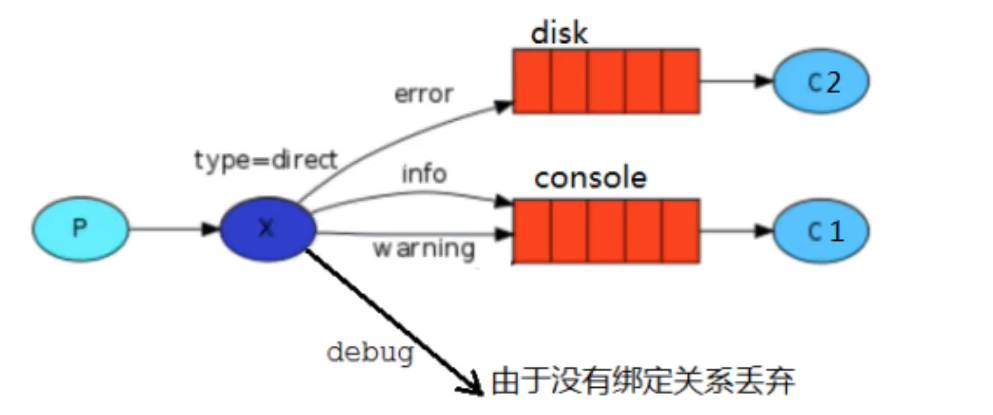 disk
error
C2
type=direct
info
console
P
X
warning
C1
debug
由于没有绑定关系丢弃